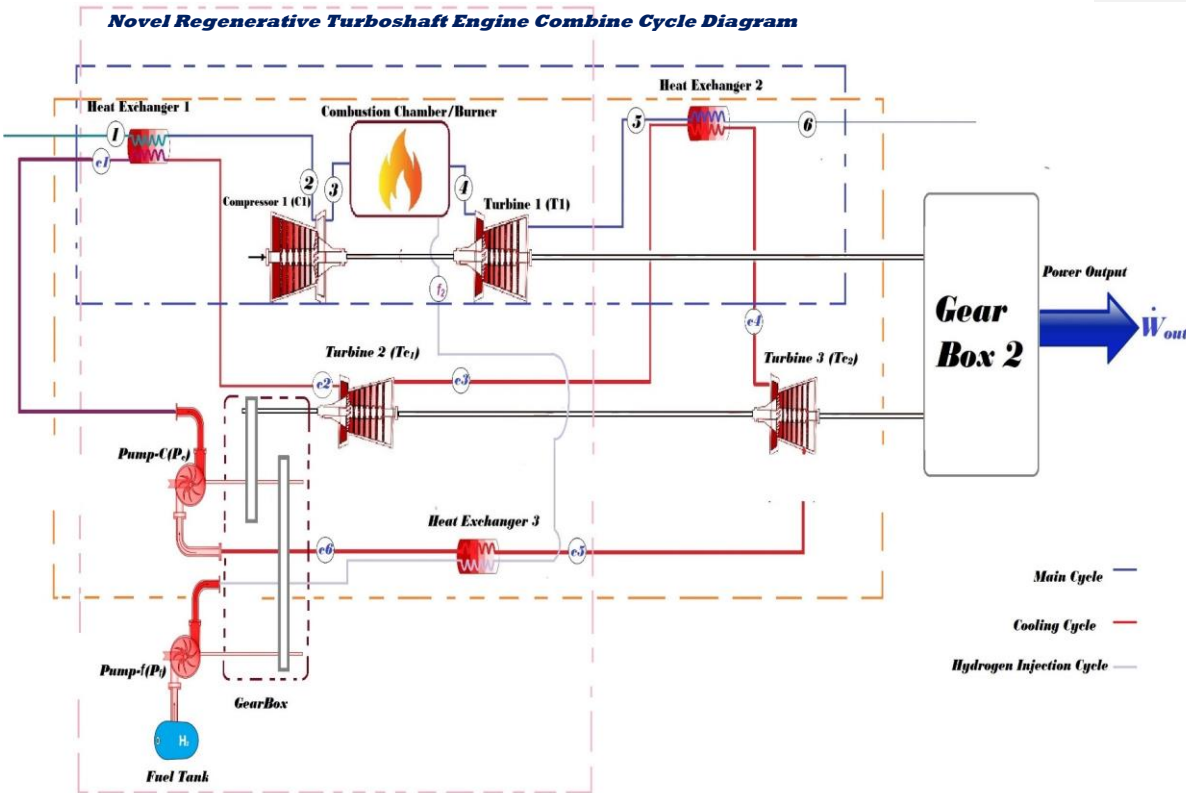 Novel Regenerative Turboshaft Engine Combine Cycle Diagram
Heat Exchanger 1
Heat Exchanger 2
Combustion Chamber/Burner
1
5
6
c1
2
3
4
Compressor 1 (C1)
Turbine 1 (T1)
f₂
Power Output
Gear
Box 2
Ẇout
c4
Turbine 2 (Tc₁)
Turbine 3 (Tc₂)
c2
c3
Pump-C(Pc)
Heat Exchanger 3
c6
c5
Main Cycle
Cooling Cycle
Pump-f(Pf)
Hydrogen Injection Cycle
GearBox
H₂
Fuel Tank